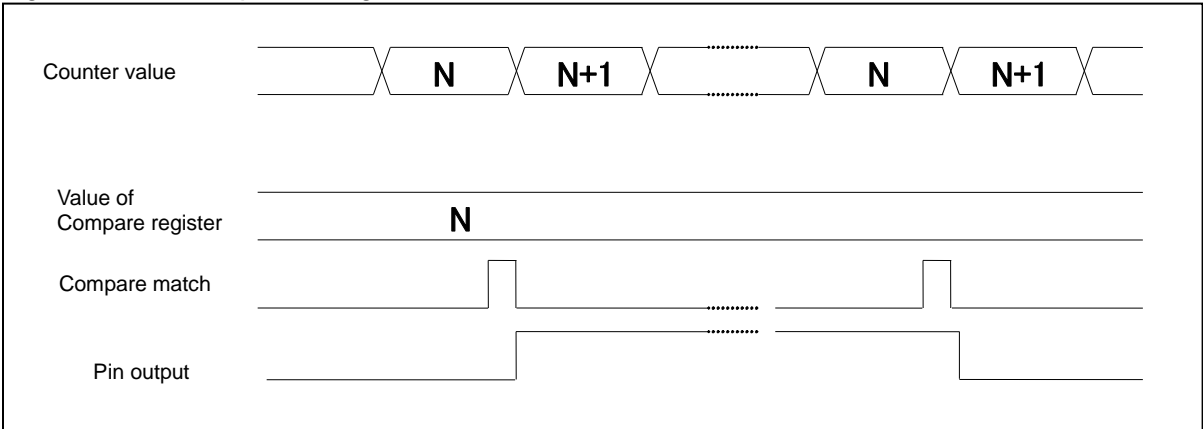 Counter value
N
N+1
N
N+1
Value of
Compare register
N
Compare match
Pin output